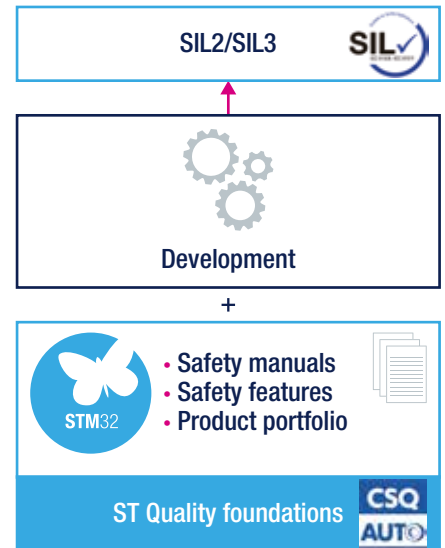 SIL2/SIL3
SIL
Development
+
• Safety manuals
• Safety features
• Product portfolio
STM32
ST Quality foundations
CSQ
AUTO